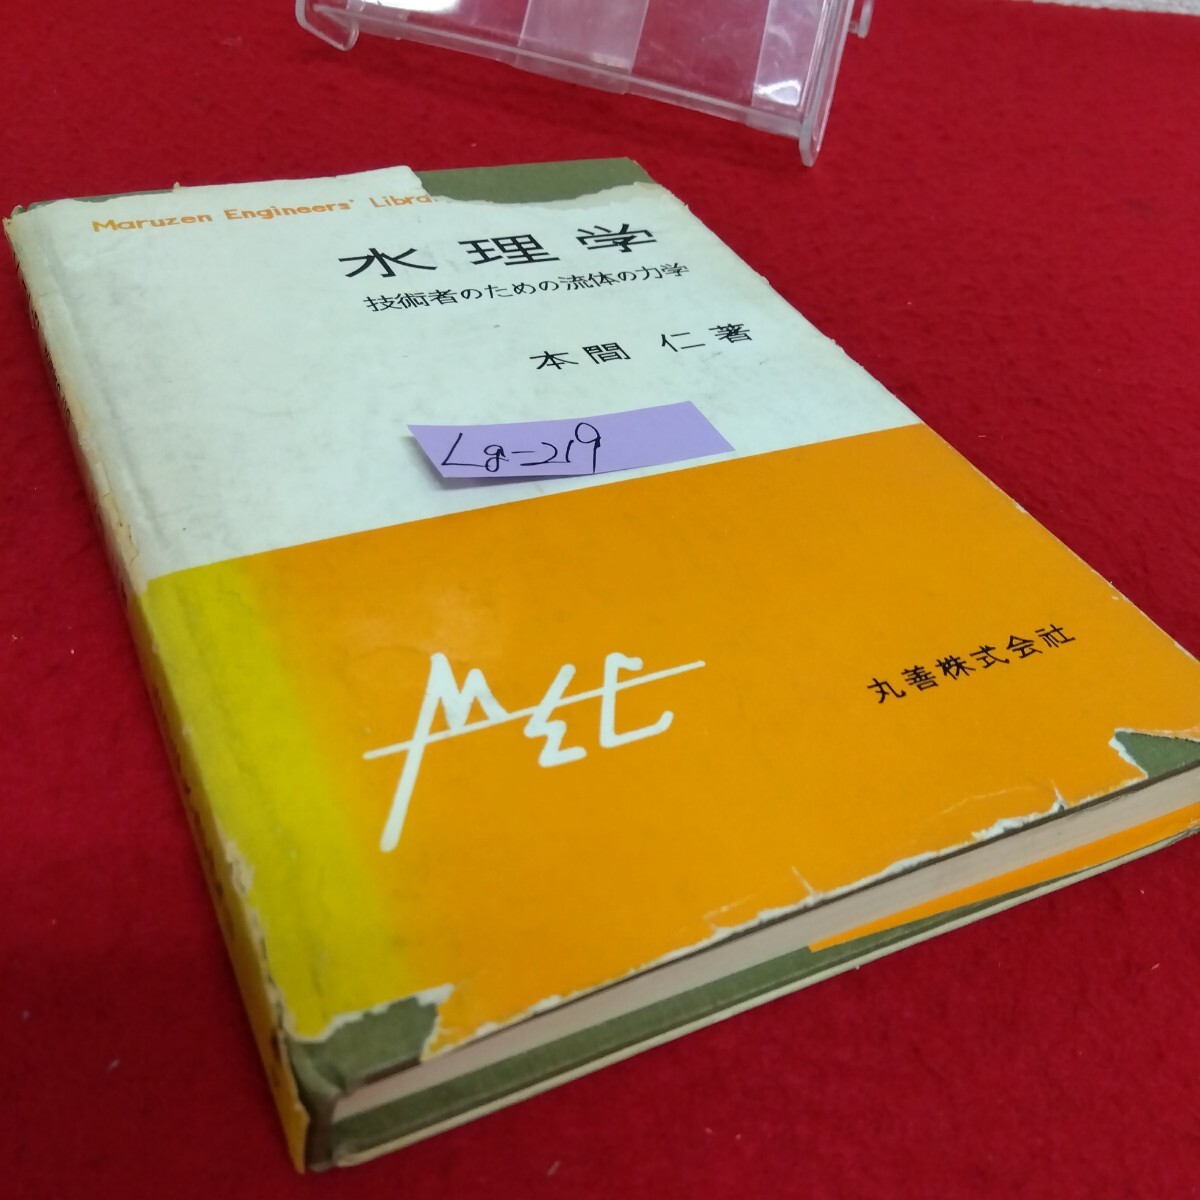 Maruzen Engineers' Libra
水理学
技術者のための流体の力学
本間 仁著
Lg-219
丸善株式会社